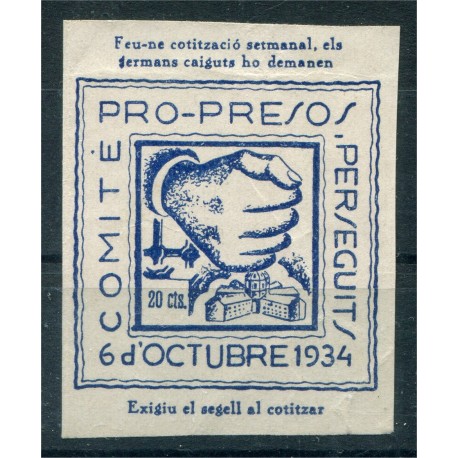 Feu-ne cotització setmanal, els
germans caiguts ho demanen
COMITÈ
PRO-PRESOS,
PERSEGUITS
20 cts.
6 d'OCTUBRE 1934
Exigiu el segell al cotitzar